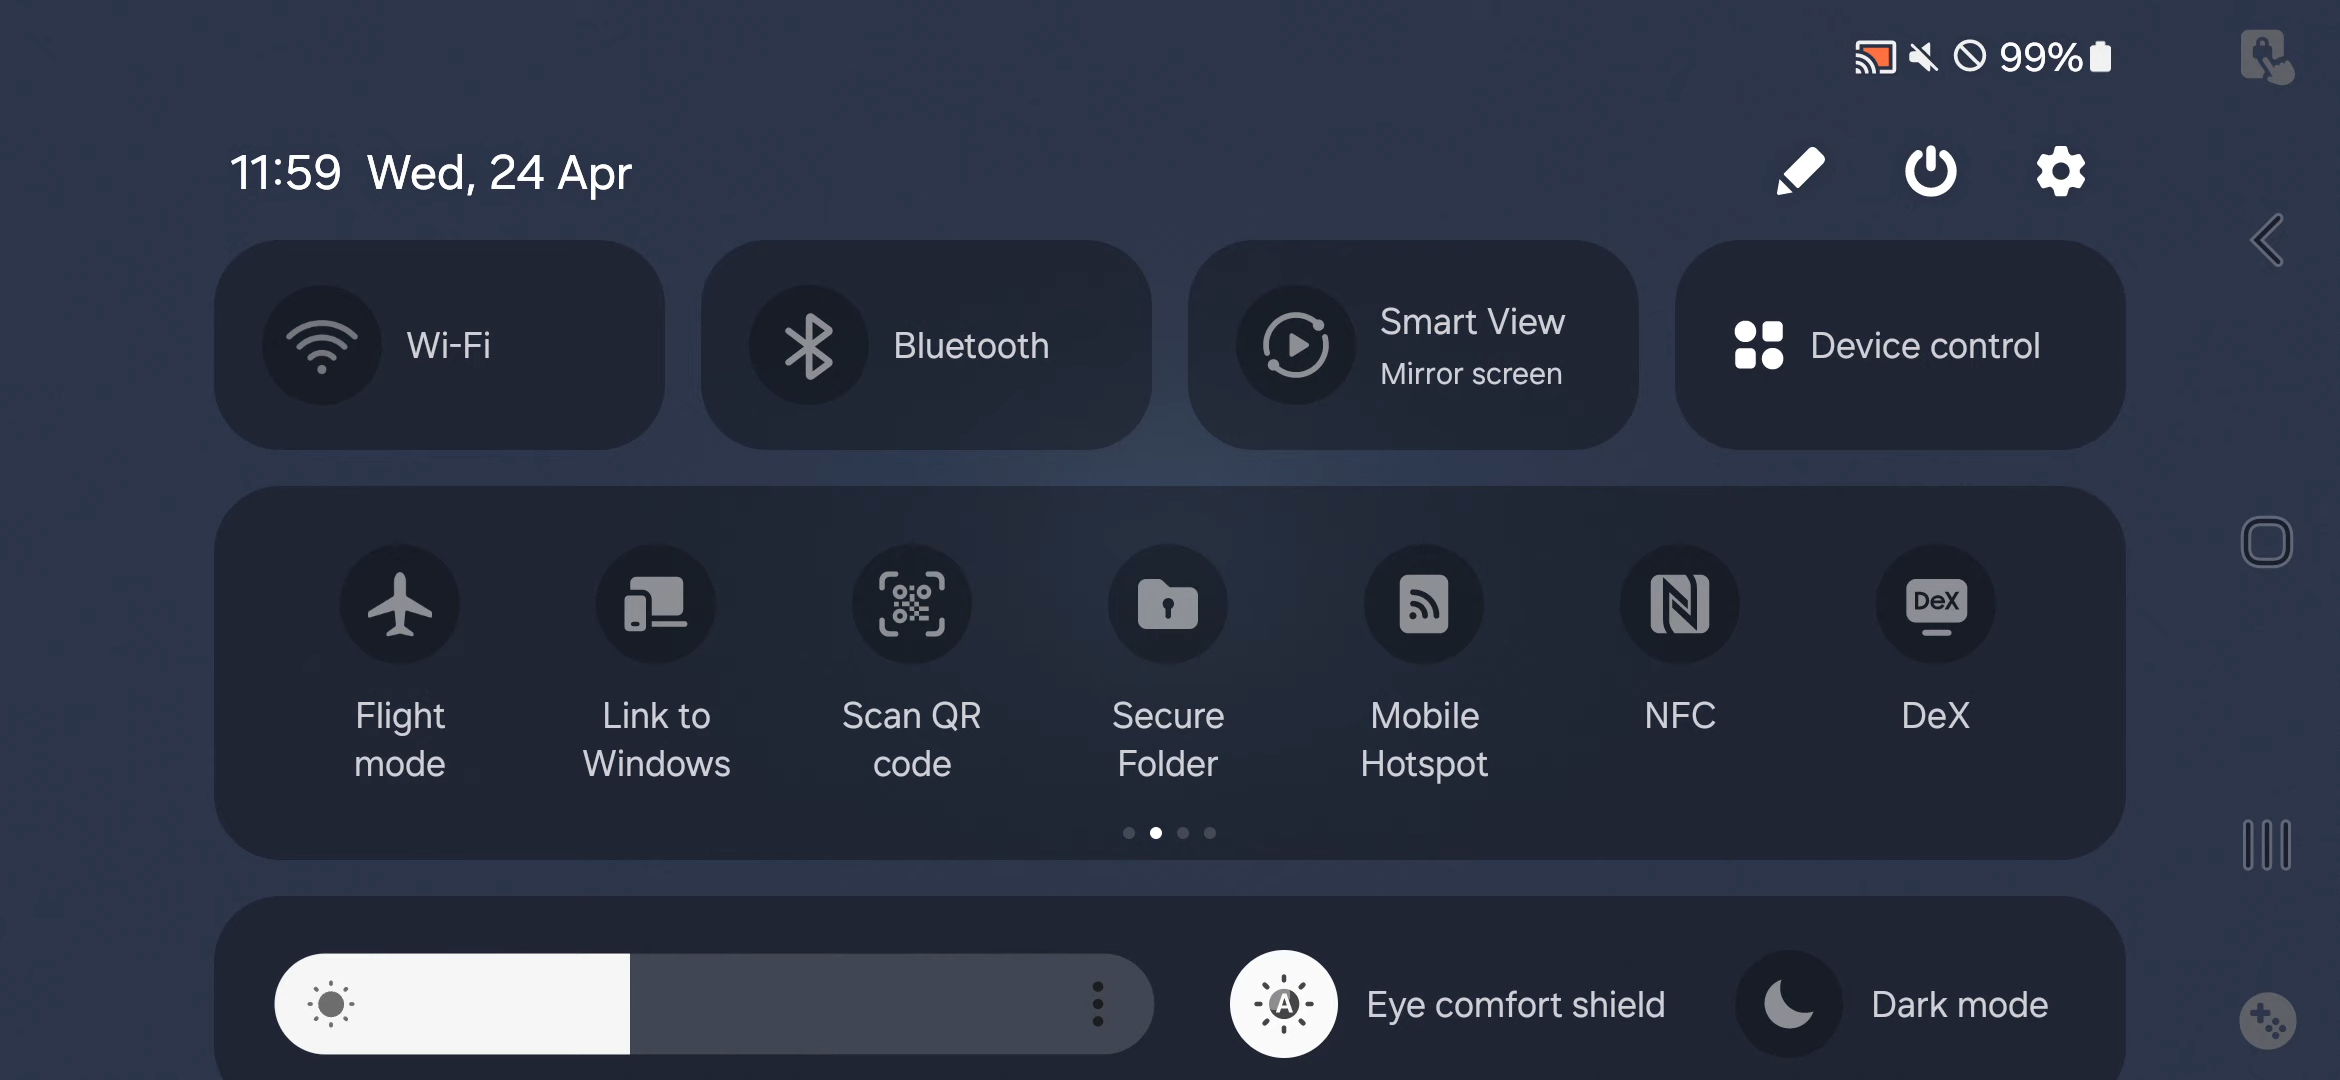 99%
11:59 Wed, 24 Apr
Wi-Fi
Bluetooth
Smart View
Mirror screen
Device control
Flight
mode
Link to
Windows
Scan QR
code
Secure
Folder
Mobile
Hotspot
NFC
DeX
DeX
A
Eye comfort shield
Dark mode